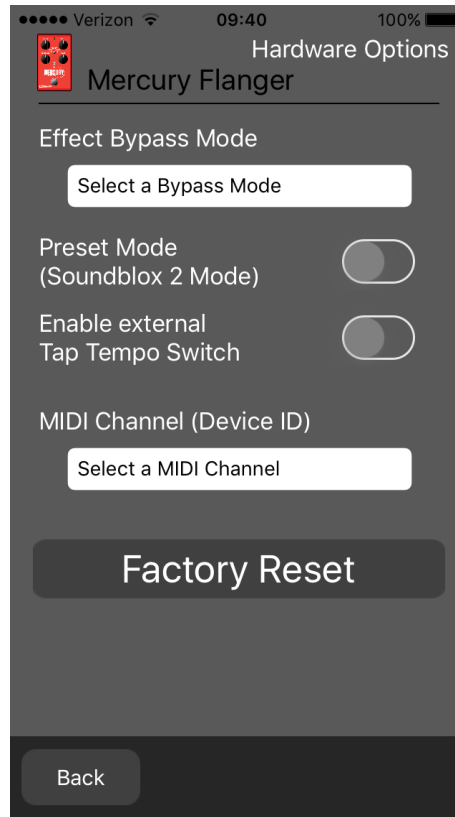 Verizon 09:40 100%
Hardware Options
MERCURY
Mercury Flanger
Effect Bypass Mode
Select a Bypass Mode
Preset Mode
(Soundblox 2 Mode)
Enable external
Tap Tempo Switch
MIDI Channel (Device ID)
Select a MIDI Channel
Factory Reset
Back